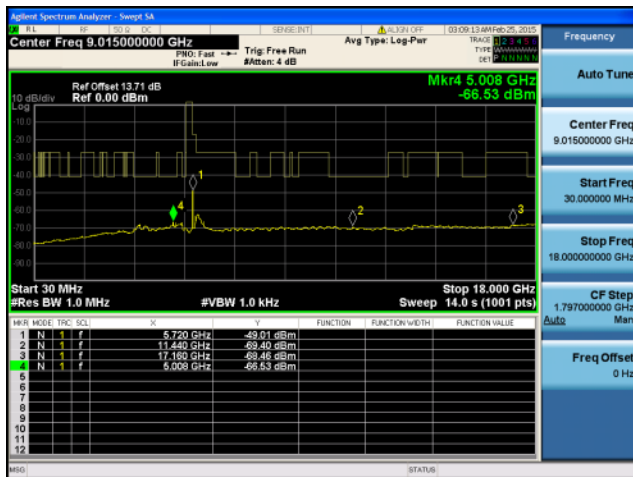 Agilent Spectrum Analyzer - Swept SA
RL RF 50 Ω DC SENSE:INT ALIGN OFF 03:09:13 AM Feb 25, 2015
Center Freq 9.015000000 GHz
PNO: Fast
IFGain:Low
Trig: Free Run
#Atten: 4 dB
Avg Type: Log-Pwr
TRACE 1 2 3 4 5 6
TYPE
DET P N N N N N
Mkr4 5.008 GHz
-66.53 dBm
Ref Offset 13.71 dB
10 dB/div Ref 0.00 dBm
Log
-10.0
-20.0
-30.0
-40.0
-50.0
-60.0
-70.0
-80.0
-90.0
1
4
2
3
Start 30 MHz Stop 18.000 GHz
#Res BW 1.0 MHz #VBW 1.0 kHz Sweep 14.0 s (1001 pts)
MKR MODE TRC SCL X Y FUNCTION FUNCTION WIDTH FUNCTION VALUE
1 N 1 f 5.720 GHz -49.01 dBm
2 N 1 f 11.440 GHz -69.40 dBm
3 N 1 f 17.160 GHz -68.46 dBm
4 N 1 f 5.008 GHz -66.53 dBm
5
6
7
8
9
10
11
12
MSG STATUS
Frequency
Auto Tune
Center Freq
9.015000000 GHz
Start Freq
30.000000 MHz
Stop Freq
18.000000000 GHz
CF Step
1.797000000 GHz
Auto Man
Freq Offset
0 Hz